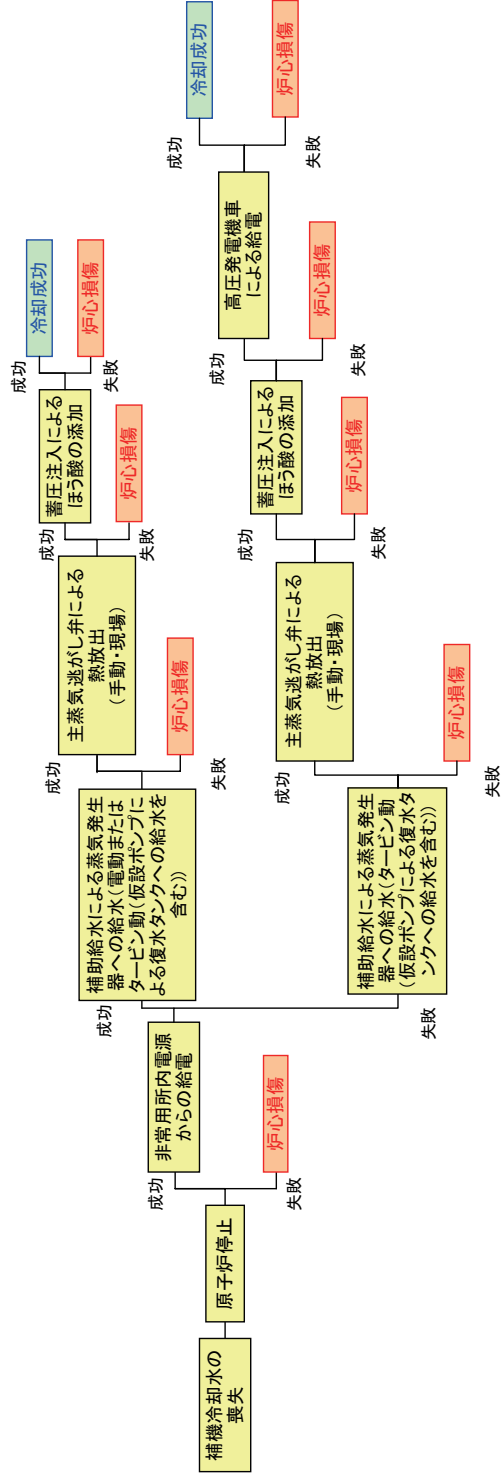 補機冷却水の
喪失
原子炉停止
成功
失敗
炉心損傷
非常用所内電源
からの給電
成功
失敗
補助給水による蒸気発生
器への給水(電動または
タービン動(仮設ポンプに
よる復水タンクへの給水を
含む))
成功
失敗
炉心損傷
主蒸気逃がし弁による
熱放出
(手動・現場)
成功
失敗
炉心損傷
蓄圧注入による
ほう酸の添加
成功
失敗
冷却成功
炉心損傷
補助給水による蒸気発生
器への給水(タービン動
(仮設ポンプによる復水タ
ンクへの給水を含む))
成功
失敗
炉心損傷
主蒸気逃がし弁による
熱放出
(手動・現場)
成功
失敗
炉心損傷
蓄圧注入による
ほう酸の添加
成功
失敗
炉心損傷
高圧発電機車
による給電
成功
失敗
冷却成功
炉心損傷